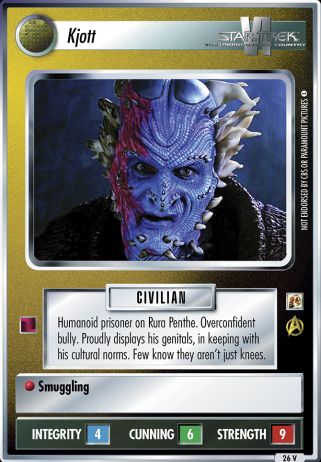 Kjott
STAR TREK
VI
THE UNDISCOVERED COUNTRY
NOT ENDORSED BY CBS OR PARAMOUNT PICTURES
CIVILIAN
Humanoid prisoner on Rura Penthe. Overconfident
bully. Proudly displays his genitals, in keeping with
his cultural norms. Few know they aren't just knees.
Smuggling
INTEGRITY 4 CUNNING 6 STRENGTH 9
26 V